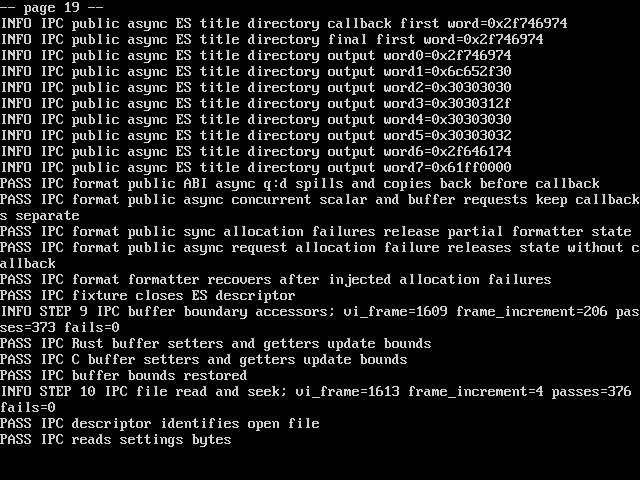 -- page 19 --
INFO IPC public async ES title directory callback first word=0x2f746974
INFO IPC public async ES title directory final first word=0x2f746974
INFO IPC public async ES title directory output word0=0x2f746974
INFO IPC public async ES title directory output word1=0x6c652f30
INFO IPC public async ES title directory output word2=0x30303030
INFO IPC public async ES title directory output word3=0x3030312f
INFO IPC public async ES title directory output word4=0x30303030
INFO IPC public async ES title directory output word5=0x30303032
INFO IPC public async ES title directory output word6=0x2f646174
INFO IPC public async ES title directory output word7=0x61ff0000
PASS IPC format public ABI async q:d spills and copies back before callback
PASS IPC format public async concurrent scalar and buffer requests keep callback
s separate
PASS IPC format public sync allocation failures release partial formatter state
PASS IPC format public async request allocation failure releases state without c
allback
PASS IPC format formatter recovers after injected allocation failures
PASS IPC fixture closes ES descriptor
INFO STEP 9 IPC buffer boundary accessors; vi_frame=1609 frame_increment=206 pas
ses=373 fails=0
PASS IPC Rust buffer setters and getters update bounds
PASS IPC C buffer setters and getters update bounds
PASS IPC buffer bounds restored
INFO STEP 10 IPC file read and seek; vi_frame=1613 frame_increment=4 passes=376
fails=0
PASS IPC descriptor identifies open file
PASS IPC reads settings bytes